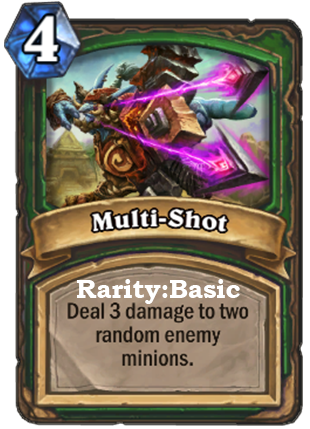 4
Multi-Shot
Rarity:Basic
Deal 3 damage to two
random enemy
minions.